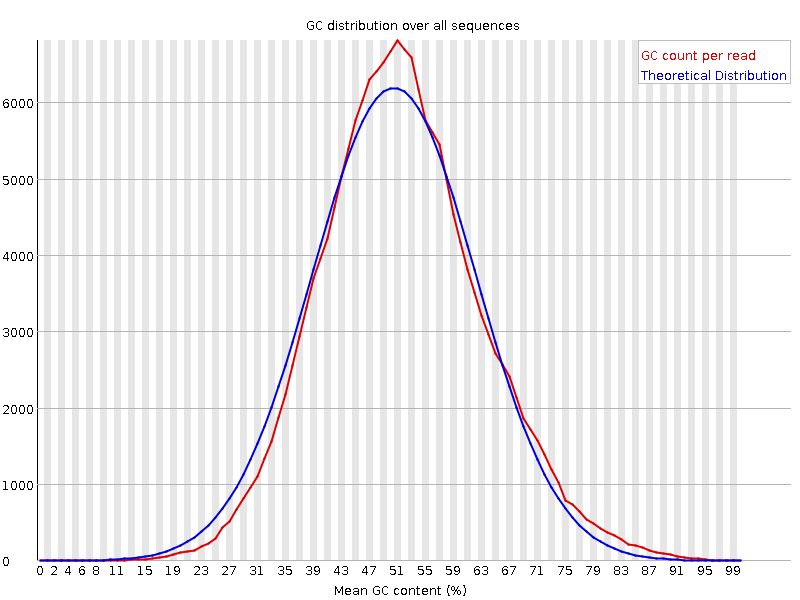 GC distribution over all sequences
GC count per read
Theoretical Distribution
6000
5000
4000
3000
2000
1000
0
0 2 4 6 8 11 15 19 23 27 31 35 39 43 47 51 55 59 63 67 71 75 79 83 87 91 95 99
Mean GC content (%)